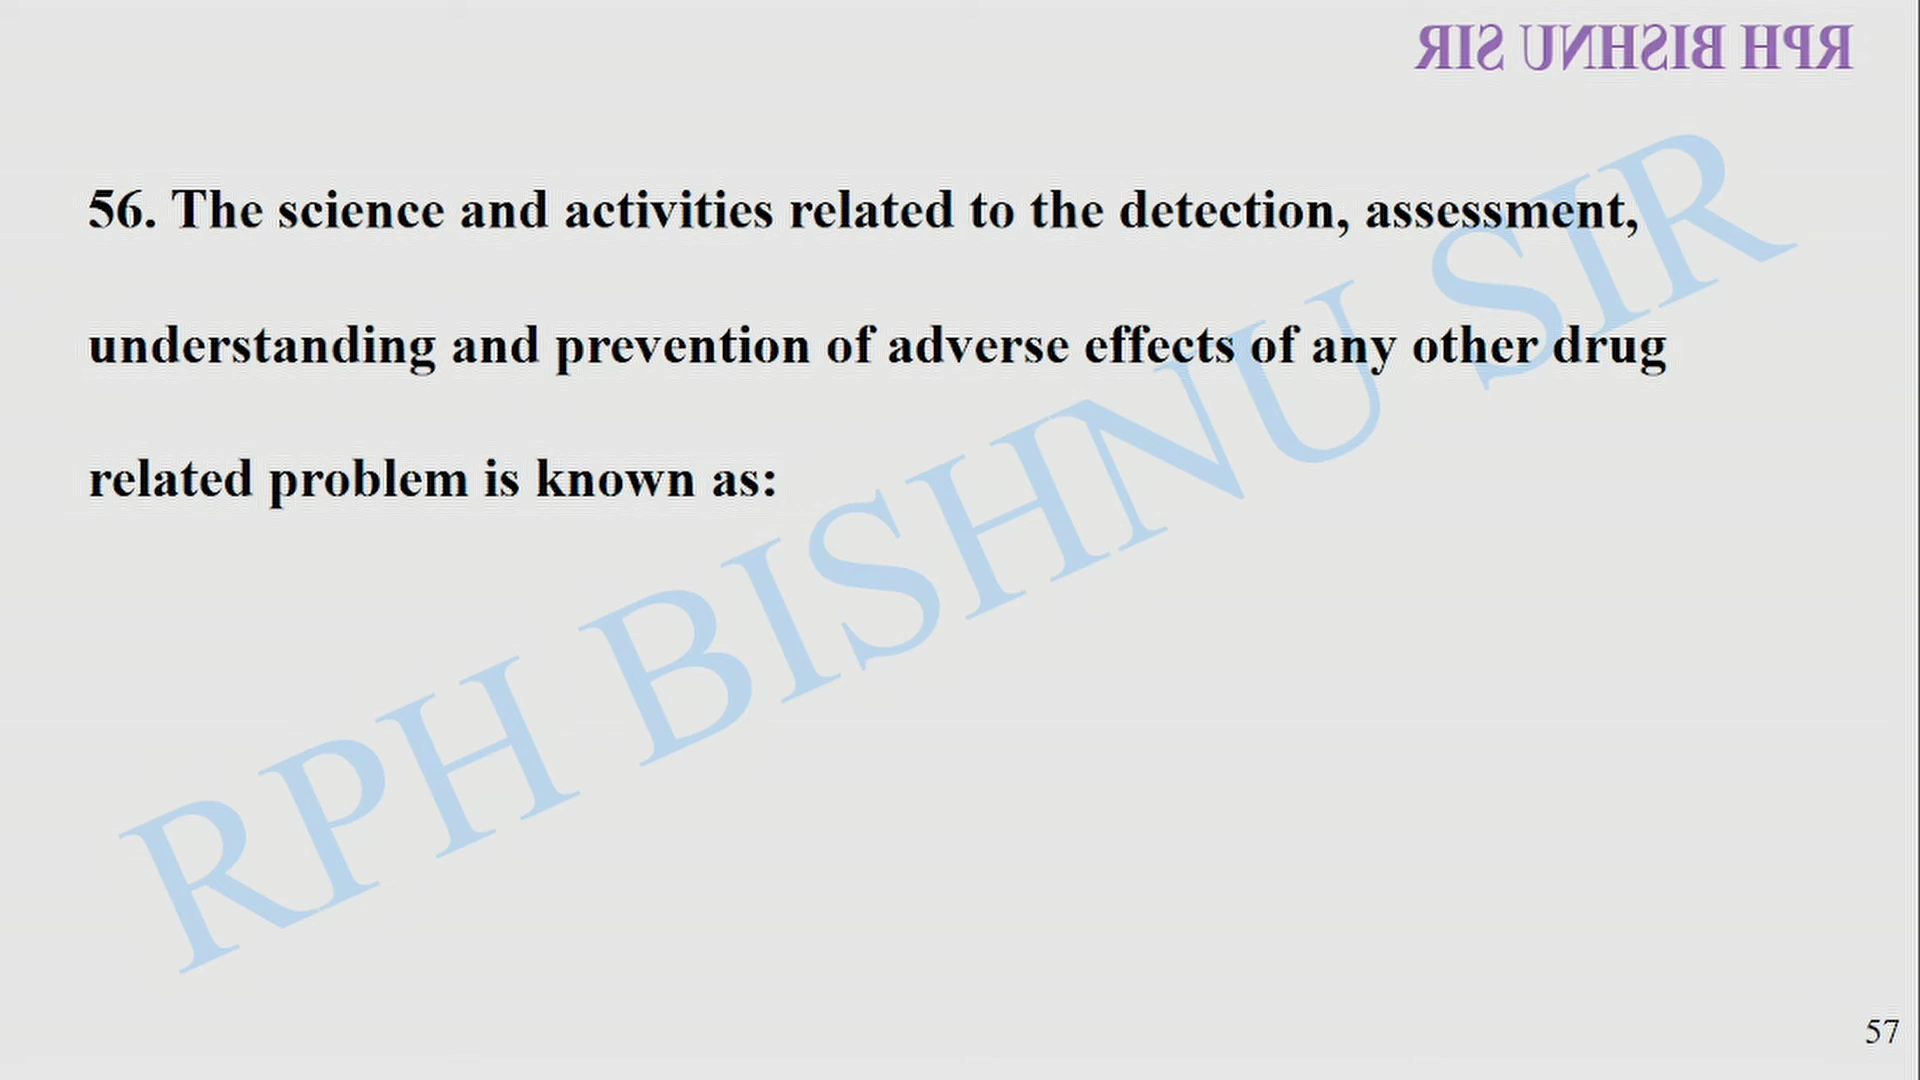 RPH BISHNU SIR
56. The science and activities related to the detection, assessment,
understanding and prevention of adverse effects of any other drug
related problem is known as:
RPH BISHNU SIR
57